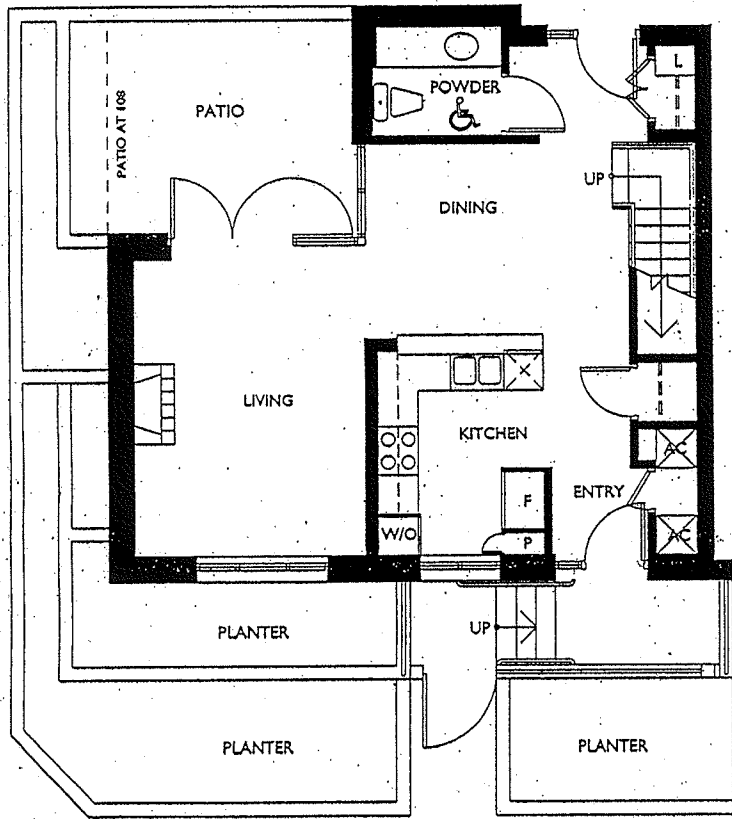 L
POWDER
PATIO
PATIO AT 108
UP
DINING
LIVING
KITCHEN
AC
ENTRY
F
W/O
P
AC
PLANTER
UP
PLANTER
PLANTER